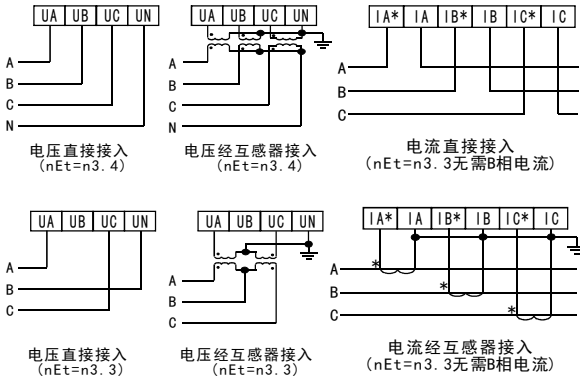 UA UB UC UN
A
B
C
N
电压直接接入
(nEt=n3.4)
UA UB UC UN
A
B
C
N
电压经互感器接入
(nEt=n3.4)
IA* IA IB* IB IC* IC
A
B
C
电流直接接入
(nEt=n3.3无需B相电流)
UA UB UC UN
A
B
C
电压直接接入
(nEt=n3.3)
UA UB UC UN
A
B
C
电压经互感器接入
(nEt=n3.3)
IA* IA IB* IB IC* IC
A
*
B
*
C
*
电流经互感器接入
(nEt=n3.3无需B相电流)